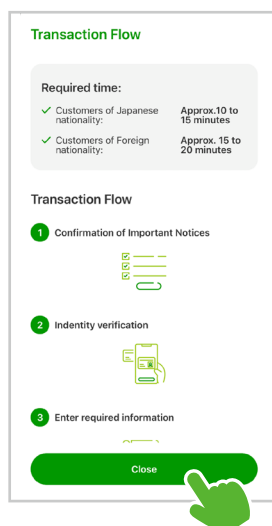 Transaction Flow
Required time:
✓ Customers of Japanese nationality: Approx.10 to 15 minutes
✓ Customers of Foreign nationality: Approx. 15 to 20 minutes
Transaction Flow
1 Confirmation of Important Notices
2 Indentity verification
3 Enter required information
Close